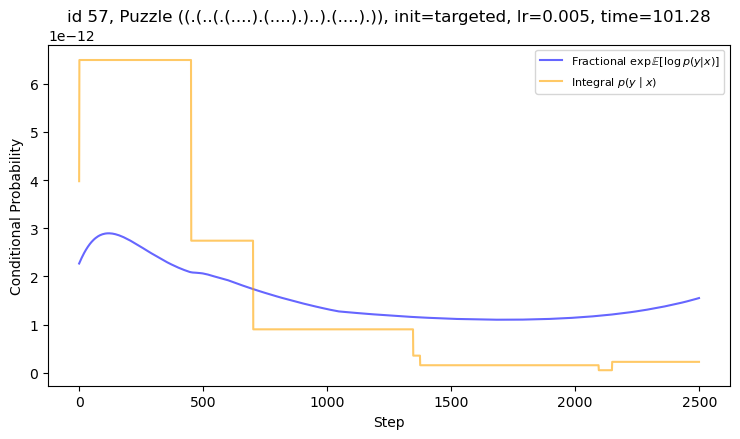 id 57, Puzzle ((.(..(.(....).(....).)..).(....).)), init=targeted, lr=0.005, time=101.28
1e−12
Fractional exp𝔼[log p(y|x)]
Integral p(y | x)
6
5
4
3
2
1
0
Conditional Probability
0 500 1000 1500 2000 2500
Step